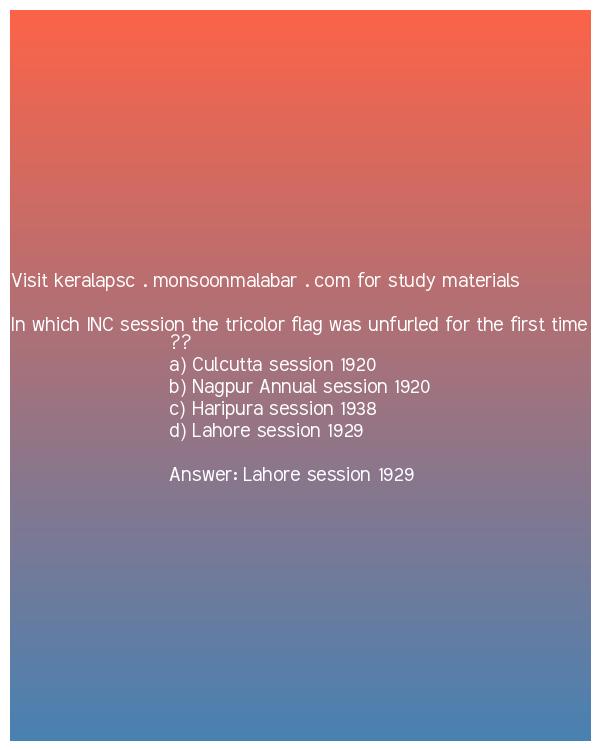 Visit keralapsc . monsoonmalabar . com for study materials
In which INC session the tricolor flag was unfurled for the first time
??
a) Culcutta session 1920
b) Nagpur Annual session 1920
c) Haripura session 1938
d) Lahore session 1929
Answer: Lahore session 1929